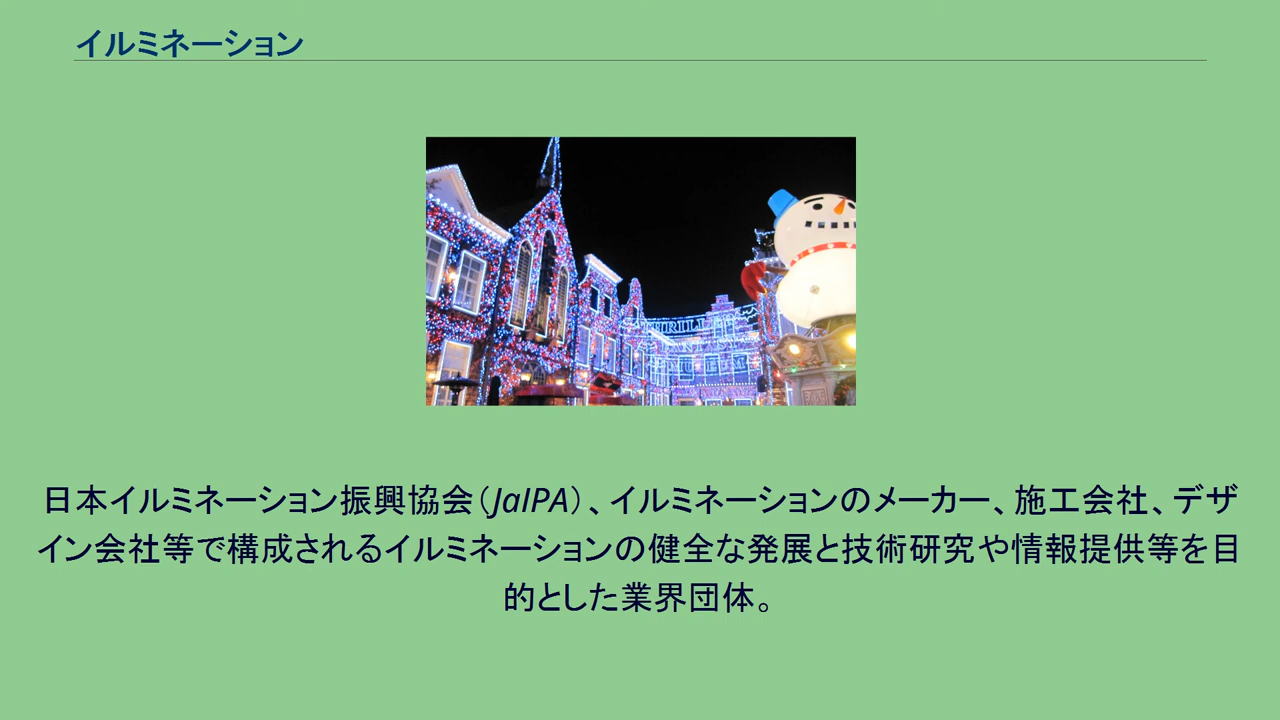 イルミネーション
日本イルミネーション振興協会（JaIPA）、イルミネーションのメーカー、施工会社、デザ
イン会社等で構成されるイルミネーションの健全な発展と技術研究や情報提供等を目
的とした業界団体。